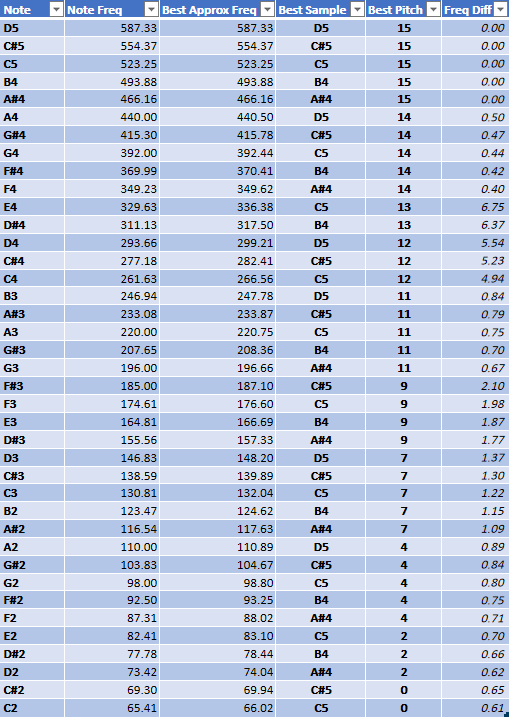 Note Note Freq Best Approx Freq Best Sample Best Pitch Freq Diff
D5 587.33 587.33 D5 15 0.00
C#5 554.37 554.37 C#5 15 0.00
C5 523.25 523.25 C5 15 0.00
B4 493.88 493.88 B4 15 0.00
A#4 466.16 466.16 A#4 15 0.00
A4 440.00 440.50 D5 14 0.50
G#4 415.30 415.78 C#5 14 0.47
G4 392.00 392.44 C5 14 0.44
F#4 369.99 370.41 B4 14 0.42
F4 349.23 349.62 A#4 14 0.40
E4 329.63 336.38 C5 13 6.75
D#4 311.13 317.50 B4 13 6.37
D4 293.66 299.21 D5 12 5.54
C#4 277.18 282.41 C#5 12 5.23
C4 261.63 266.56 C5 12 4.94
B3 246.94 247.78 D5 11 0.84
A#3 233.08 233.87 C#5 11 0.79
A3 220.00 220.75 C5 11 0.75
G#3 207.65 208.36 B4 11 0.70
G3 196.00 196.66 A#4 11 0.67
F#3 185.00 187.10 C#5 9 2.10
F3 174.61 176.60 C5 9 1.98
E3 164.81 166.69 B4 9 1.87
D#3 155.56 157.33 A#4 9 1.77
D3 146.83 148.20 D5 7 1.37
C#3 138.59 139.89 C#5 7 1.30
C3 130.81 132.04 C5 7 1.22
B2 123.47 124.62 B4 7 1.15
A#2 116.54 117.63 A#4 7 1.09
A2 110.00 110.89 D5 4 0.89
G#2 103.83 104.67 C#5 4 0.84
G2 98.00 98.80 C5 4 0.80
F#2 92.50 93.25 B4 4 0.75
F2 87.31 88.02 A#4 4 0.71
E2 82.41 83.10 C5 2 0.70
D#2 77.78 78.44 B4 2 0.66
D2 73.42 74.04 A#4 2 0.62
C#2 69.30 69.94 C#5 0 0.65
C2 65.41 66.02 C5 0 0.61